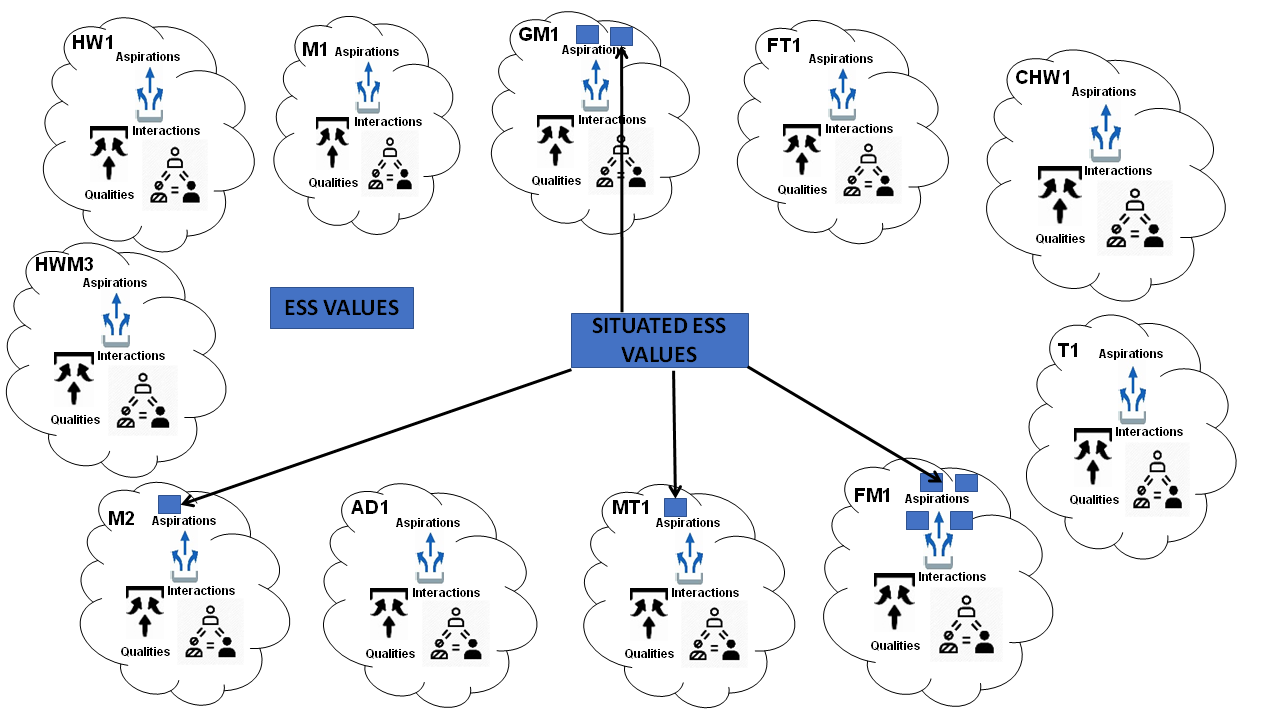 HW1
Aspirations
Interactions
Qualities
M1
Aspirations
Interactions
Qualities
GM1
Aspirations
Interactions
Qualities
FT1
Aspirations
Interactions
Qualities
CHW1
Aspirations
Interactions
Qualities
HWM3
Aspirations
Interactions
Qualities
ESS VALUES
SITUATED ESS
VALUES
T1
Aspirations
Interactions
Qualities
M2
Aspirations
Interactions
Qualities
AD1
Aspirations
Interactions
Qualities
MT1
Aspirations
Interactions
Qualities
FM1
Aspirations
Interactions
Qualities